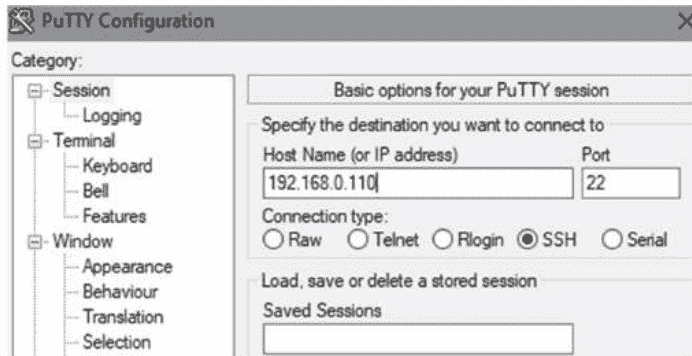 PuTTY Configuration
Category:
Session
Logging
Terminal
Keyboard
Bell
Features
Window
Appearance
Behaviour
Translation
Selection
Basic options for your PuTTY session
Specify the destination you want to connect to
Host Name (or IP address) Port
192.168.0.110 22
Connection type:
Raw Telnet Rlogin SSH Serial
Load, save or delete a stored session
Saved Sessions